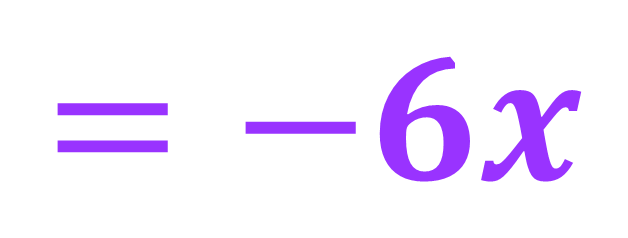 = −6x